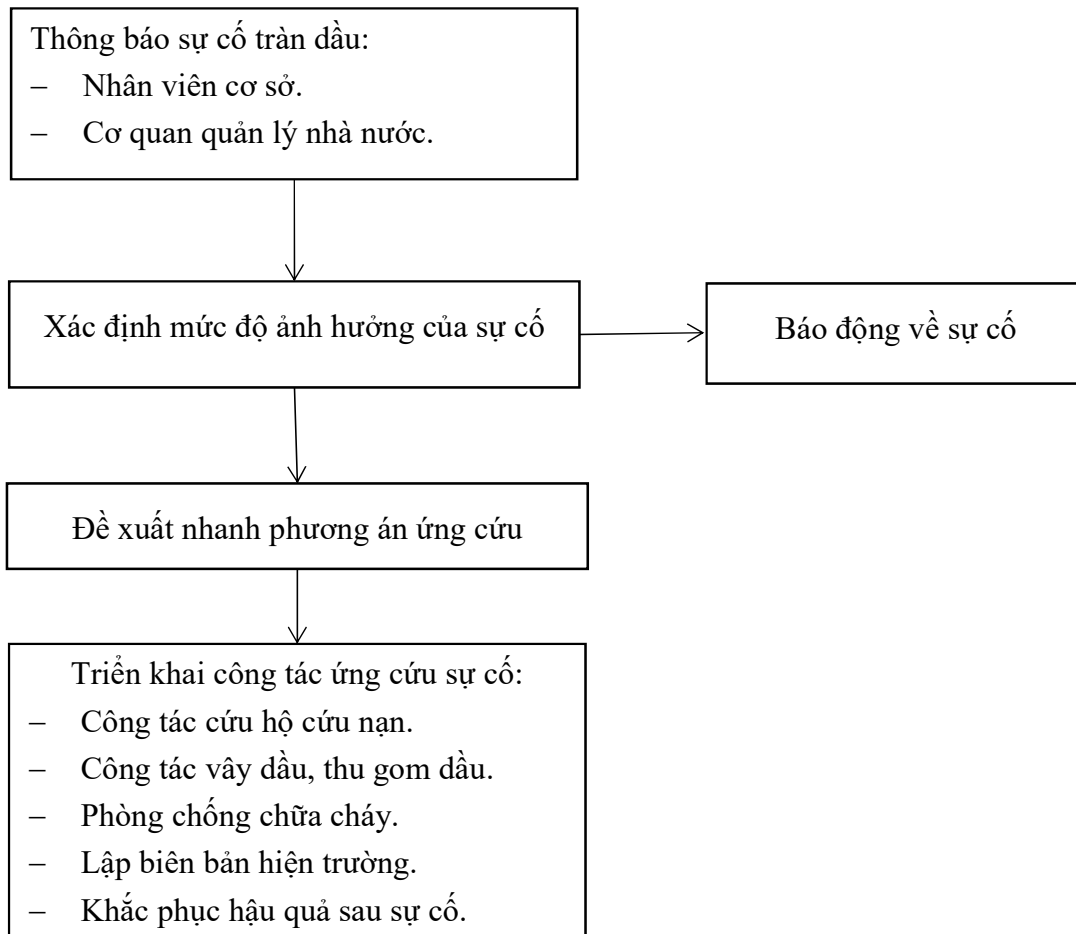 Thông báo sự cố tràn dầu:
– Nhân viên cơ sở.
– Cơ quan quản lý nhà nước.
Xác định mức độ ảnh hưởng của sự cố
Báo động về sự cố
Đề xuất nhanh phương án ứng cứu
Triển khai công tác ứng cứu sự cố:
– Công tác cứu hộ cứu nạn.
– Công tác vây dầu, thu gom dầu.
– Phòng chống chữa cháy.
– Lập biên bản hiện trường.
– Khắc phục hậu quả sau sự cố.